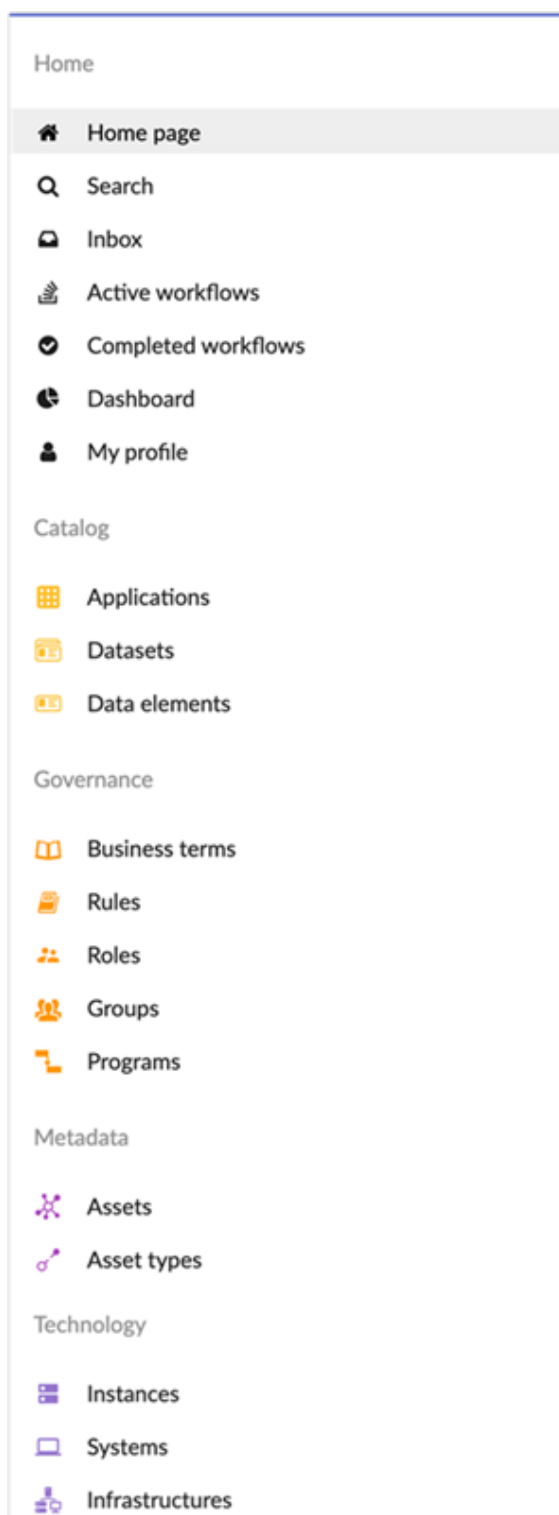 Home
Home page
Search
Inbox
Active workflows
Completed workflows
Dashboard
My profile
Catalog
Applications
Datasets
Data elements
Governance
Business terms
Rules
Roles
Groups
Programs
Metadata
Assets
Asset types
Technology
Instances
Systems
Infrastructures